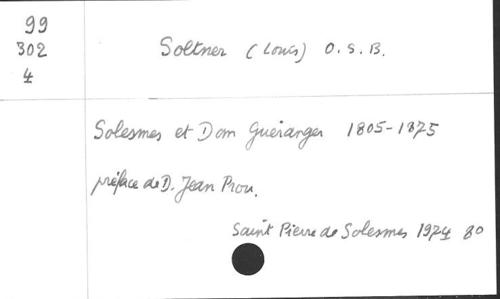 99
302
4
Soltner (Louis) O.S.B.
Solesmes et Dom Guéranger 1805-1875
préface de D. Jean Prou.
Saint Pierre de Solesmes 1974 80